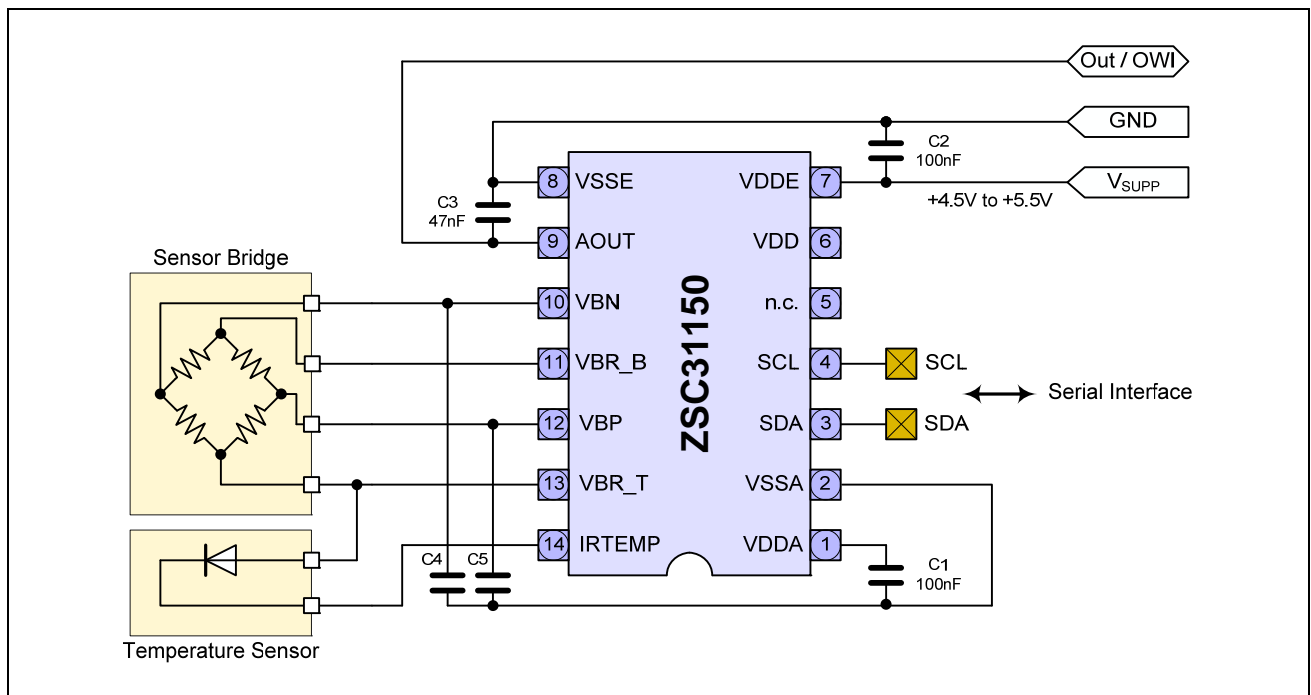 Out / OWI
GND
C2
100nF
VSUPP
+4.5V to +5.5V
8 VSSE
VDDE 7
C3
47nF
9 AOUT
VDD 6
Sensor Bridge
10 VBN
n.c. 5
11 VBR_B
SCL 4
SCL
Serial Interface
12 VBP
SDA 3
SDA
ZSC31150
13 VBR_T
VSSA 2
14 IRTEMP
VDDA 1
C4
C5
C1
100nF
Temperature Sensor